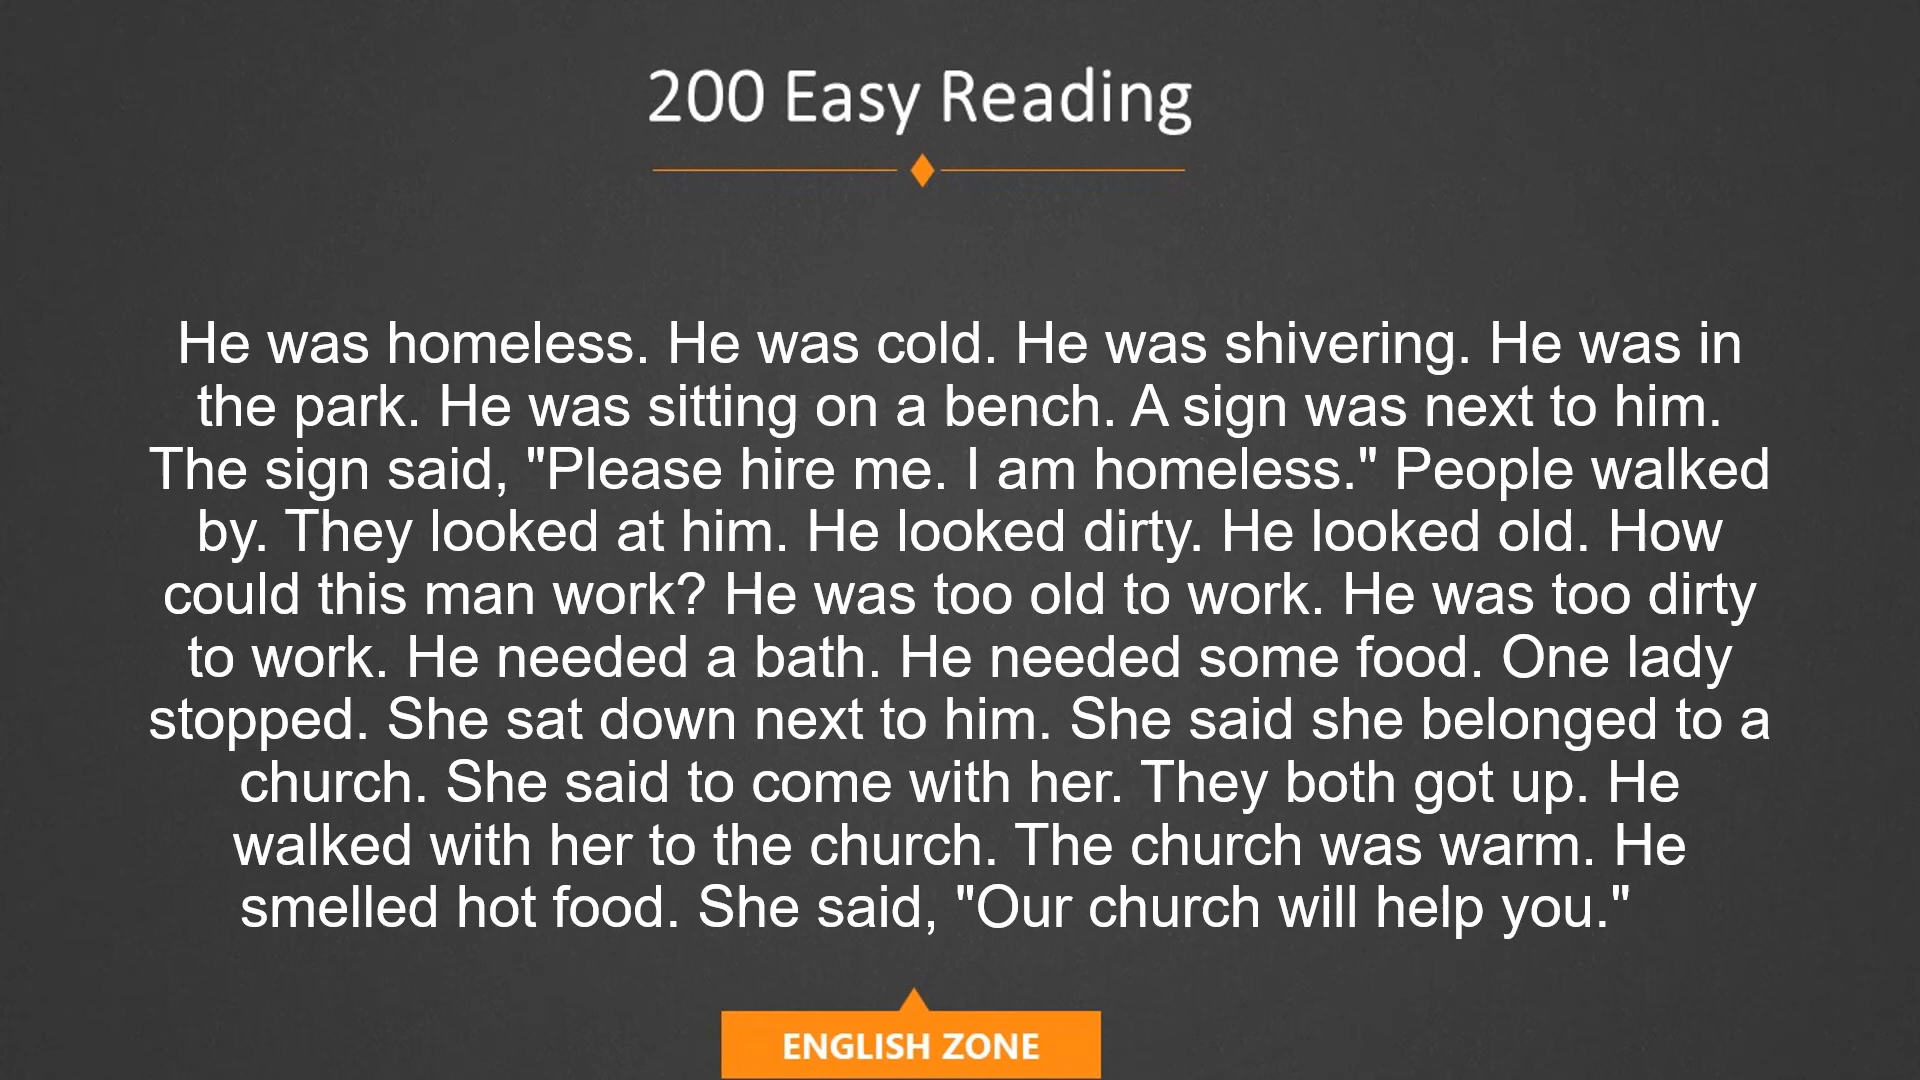 200 Easy Reading
He was homeless. He was cold. He was shivering. He was in
the park. He was sitting on a bench. A sign was next to him.
The sign said, "Please hire me. I am homeless." People walked
by. They looked at him. He looked dirty. He looked old. How
could this man work? He was too old to work. He was too dirty
to work. He needed a bath. He needed some food. One lady
stopped. She sat down next to him. She said she belonged to a
church. She said to come with her. They both got up. He
walked with her to the church. The church was warm. He
smelled hot food. She said, "Our church will help you."
ENGLISH ZONE